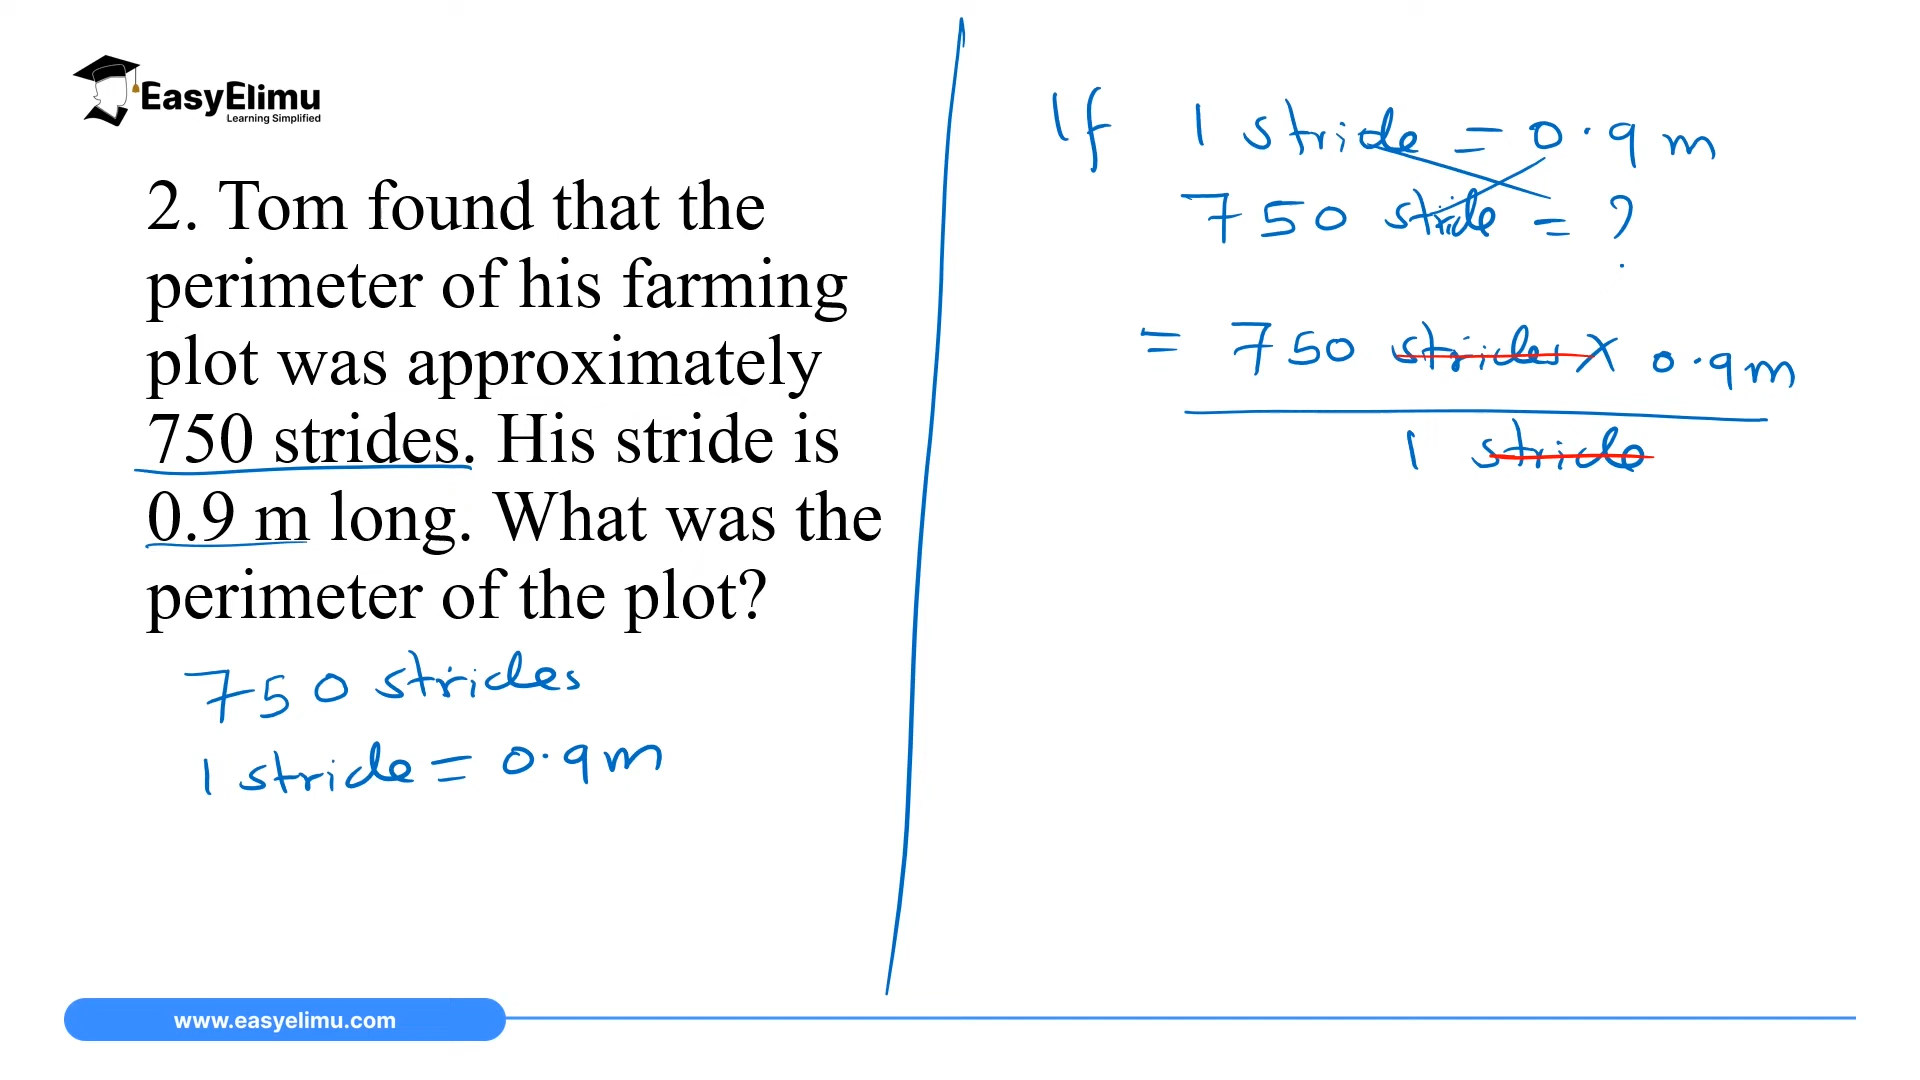 EasyElimu
Learning Simplified
2. Tom found that the
perimeter of his farming
plot was approximately
750 strides. His stride is
0.9 m long. What was the
perimeter of the plot?
750 strides
1 stride = 0.9m
If 1 stride = 0.9 m
750 stride = ?
= 750 strides X 0.9m
1 stride
www.easyelimu.com